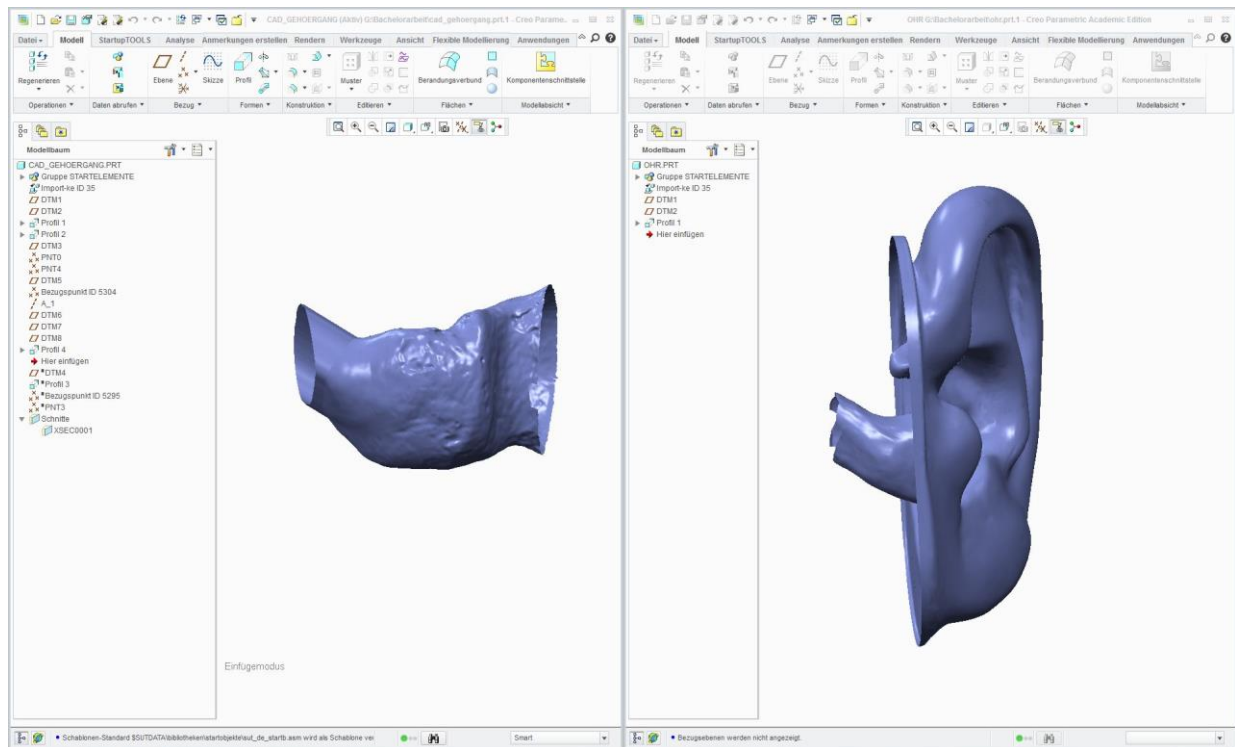 CAD_GEHOERGANG (Aktiv) G:\Bachelorarbeit\cad_gehoergang.prt.1 - Creo Parame...
Datei Modell StartupTOOLS Analyse Anmerkungen erstellen Rendern Werkzeuge Ansicht Flexible Modellierung Anwendungen
Regenerieren Ebene Skizze Profil Muster Berandungsverbund Komponentenschnittstelle
Operationen Daten abrufen Bezug Formen Konstruktion Editieren Flächen Modellabsicht
Modellbaum
CAD_GEHOERGANG.PRT
Gruppe STARTELEMENTE
Import-ke ID 35
DTM1
DTM2
Profil 1
Profil 2
DTM3
PNT0
PNT4
DTM5
Bezugspunkt ID 5304
A_1
DTM6
DTM7
DTM8
Profil 4
Hier einfügen
*DTM4
*Profil 3
*Bezugspunkt ID 5295
*PNT3
Schnitte
XSEC0001
Einfügemodus
• Schablonen-Standard $SUTDATA\bibliotheken\startobjekte\sut_de_startb.asm wird als Schablone ver
Smart
OHR G:\Bachelorarbeit\ohr.prt.1 - Creo Parametric Academic Edition
Datei Modell StartupTOOLS Analyse Anmerkungen erstellen Rendern Werkzeuge Ansicht Flexible Modellierung Anwendungen
Regenerieren Ebene Skizze Profil Muster Berandungsverbund Komponentenschnittstelle
Operationen Daten abrufen Bezug Formen Konstruktion Editieren Flächen Modellabsicht
Modellbaum
OHR.PRT
Gruppe STARTELEMENTE
Import-ke ID 35
DTM1
DTM2
Profil 1
Hier einfügen
• Bezugsebenen werden nicht angezeigt.